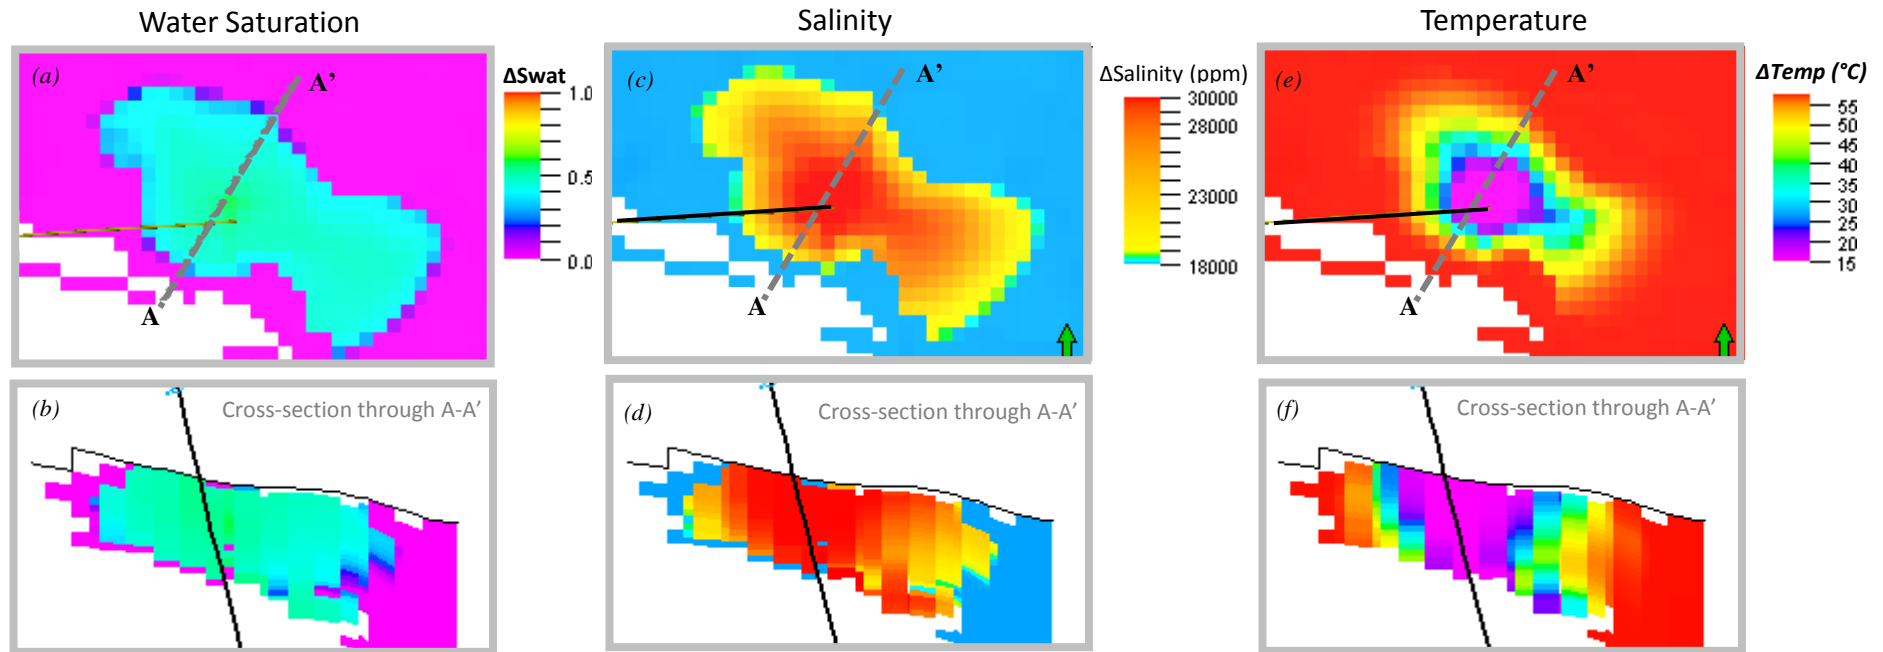 Water Saturation
Salinity
Temperature
(a)
A'
A
ΔSwat
1.0
0.5
0.0
(c)
A'
A
ΔSalinity (ppm)
30000
28000
23000
18000
(e)
A'
A
ΔTemp (°C)
55
50
45
40
35
30
25
20
15
(b)
Cross-section through A-A'
(d)
Cross-section through A-A'
(f)
Cross-section through A-A'